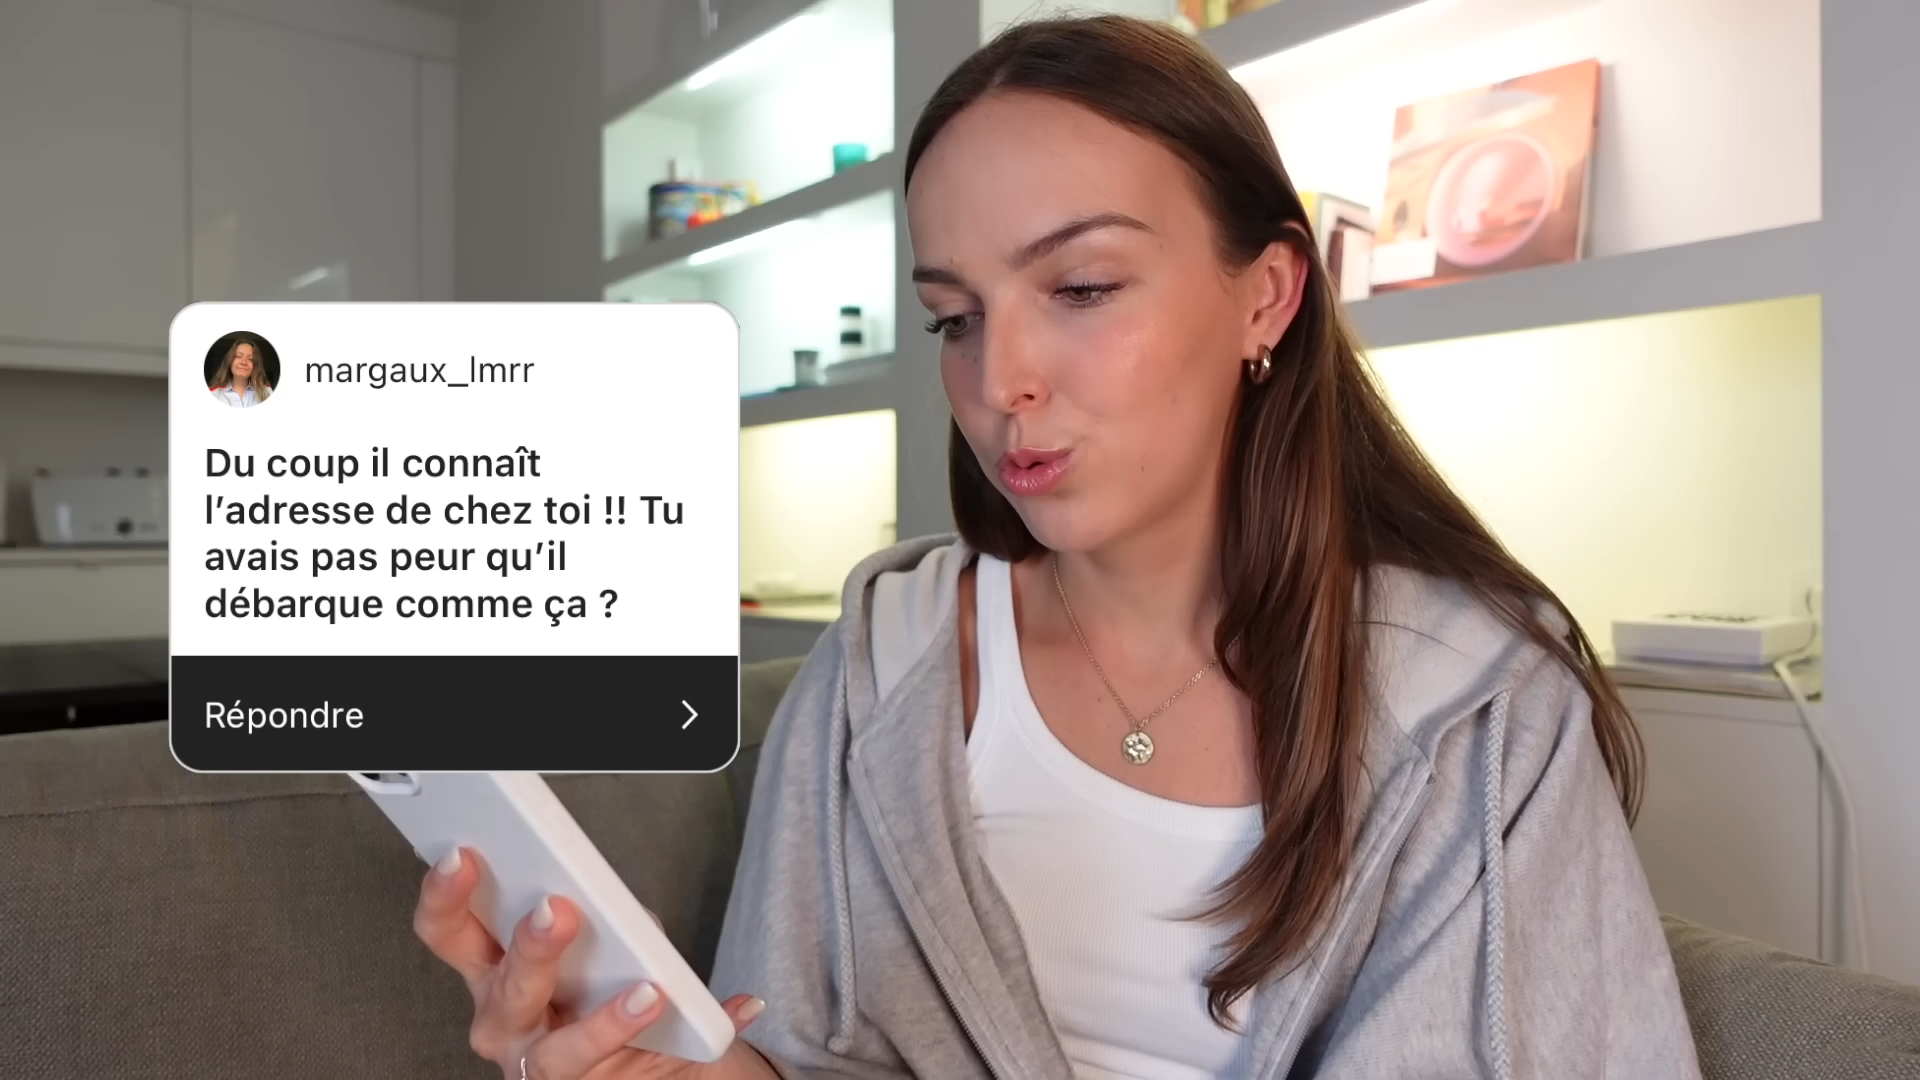 margaux_lmrr
Du coup il connaît
l’adresse de chez toi !! Tu
avais pas peur qu’il
débarque comme ça ?
Répondre